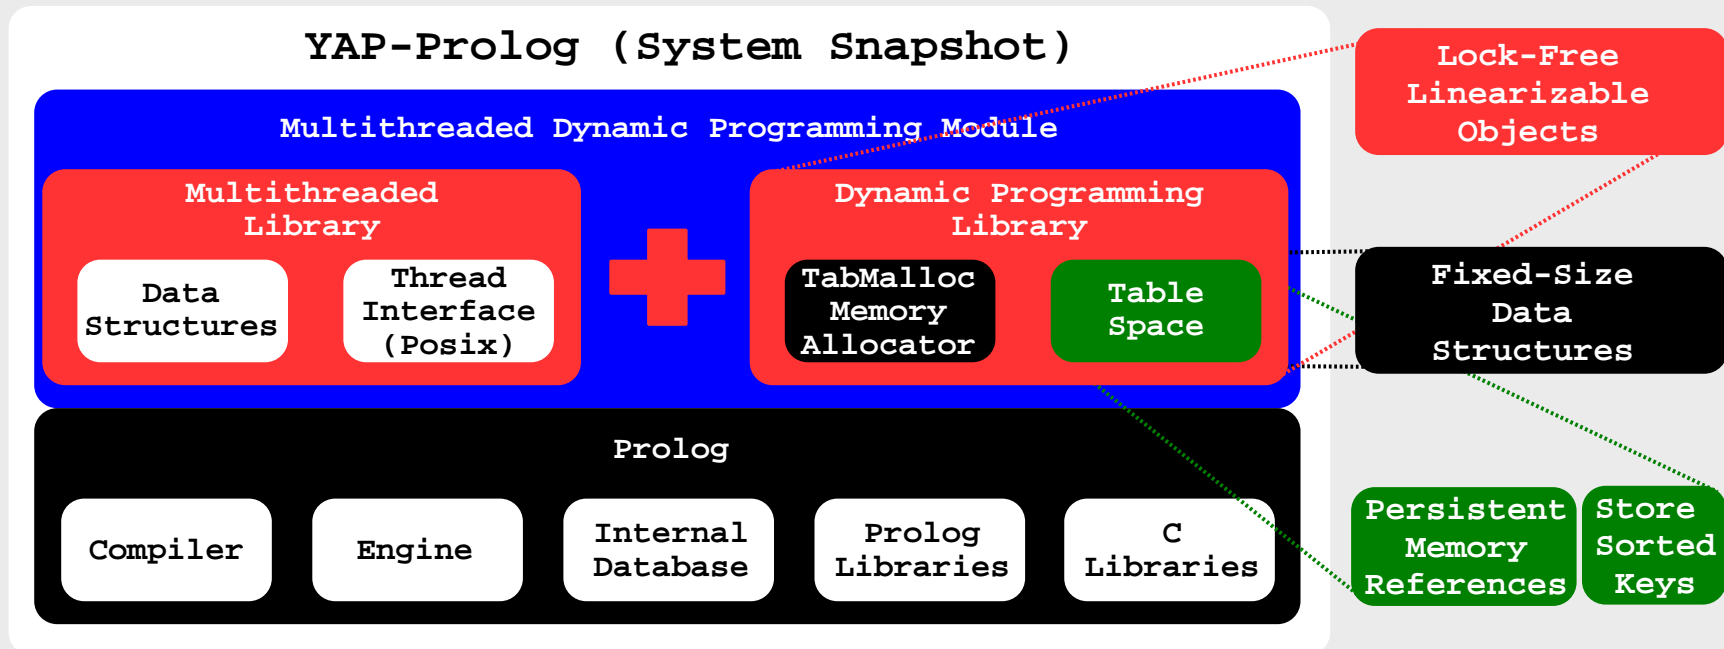 YAP-Prolog (System Snapshot)
Multithreaded Dynamic Programming Module
Multithreaded
Library
Data
Structures
Thread
Interface
(Posix)
Dynamic Programming
Library
TabMalloc
Memory
Allocator
Table
Space
Prolog
Compiler
Engine
Internal
Database
Prolog
Libraries
C
Libraries
Lock-Free
Linearizable
Objects
Fixed-Size
Data
Structures
Persistent
Memory
References
Store
Sorted
Keys